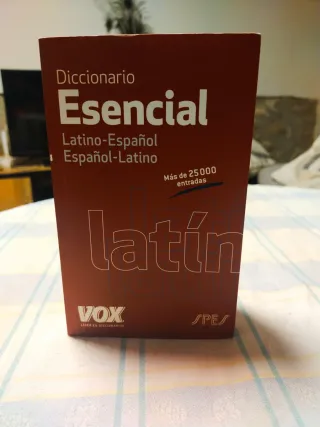 Diccionario
Esencial
Latino-Español
Español-Latino
Más de 25 000
entradas
latín
VOX
SPES